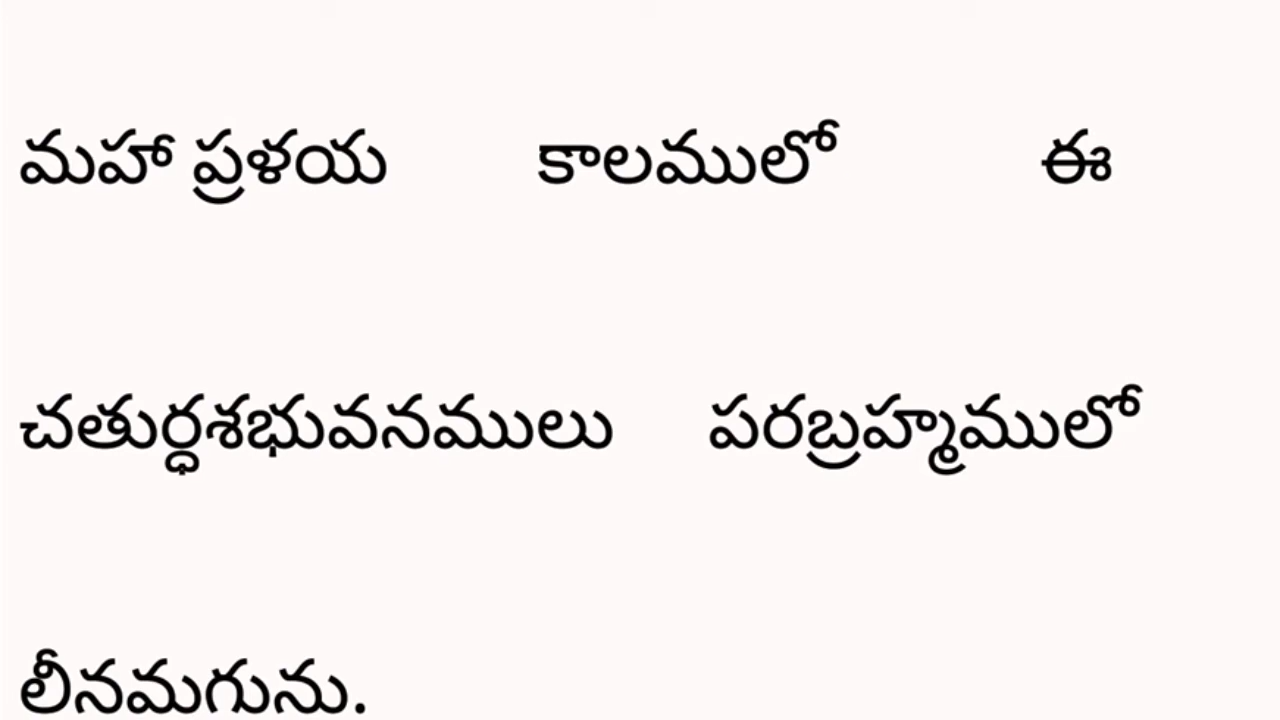 మహా ప్రళయ కాలములో ఈ
చతుర్ధశభువనములు పరబ్రహ్మములో
లీనమగును.